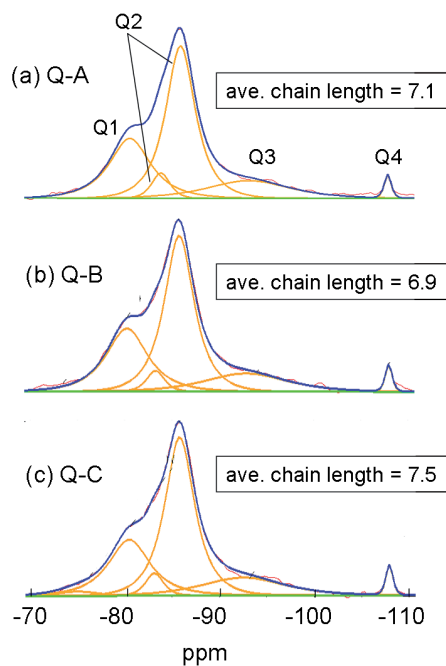 Q2
(a) Q-A
ave. chain length = 7.1
Q1
Q3
Q4
(b) Q-B
ave. chain length = 6.9
(c) Q-C
ave. chain length = 7.5
-70 -80 -90 -100 -110
ppm